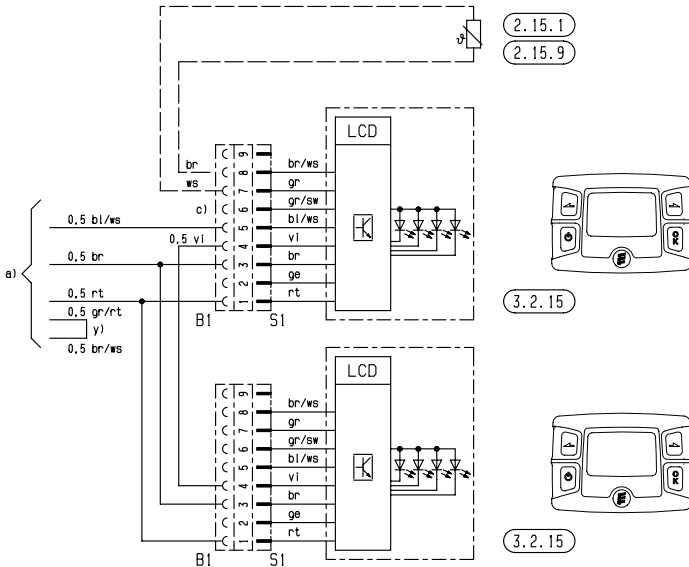 2.15.1
2.15.9
ϑ
LCD
br
ws
c)
9
8
7
6
5
4
3
2
1
br/ws
gr
gr/sw
bl/ws
vi
br
ge
rt
a)
0,5 bl/ws
0,5 vi
0,5 br
0,5 rt
0,5 gr/rt
y)
0,5 br/ws
B1
S1
3.2.15
OK
LCD
9
8
7
6
5
4
3
2
1
br/ws
gr
gr/sw
bl/ws
vi
br
ge
rt
B1
S1
3.2.15
OK